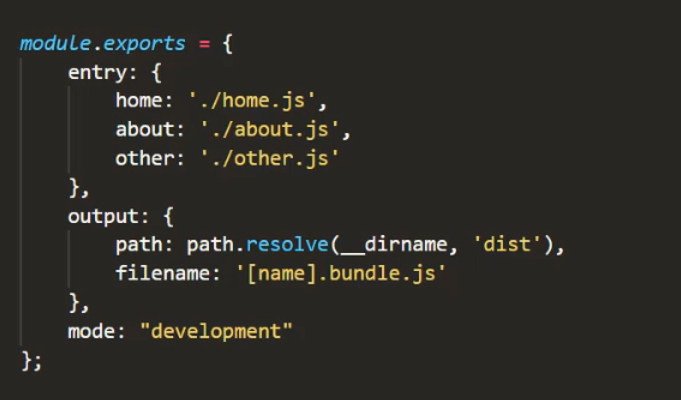 module.exports = {
    entry: {
        home: './home.js',
        about: './about.js',
        other: './other.js'
    },
    output: {
        path: path.resolve(__dirname, 'dist'),
        filename: '[name].bundle.js'
    },
    mode: "development"
};